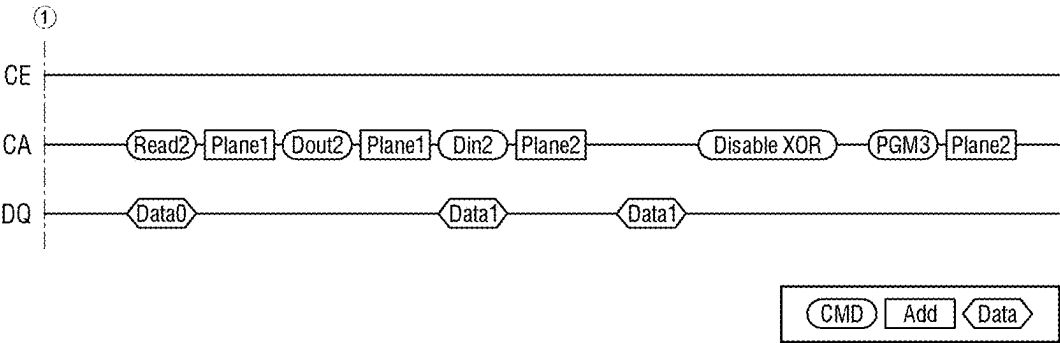 ①
CE
CA Read2 Plane1 Dout2 Plane1 Din2 Plane2 Disable XOR PGM3 Plane2
DQ Data0 Data1 Data1
CMD Add Data